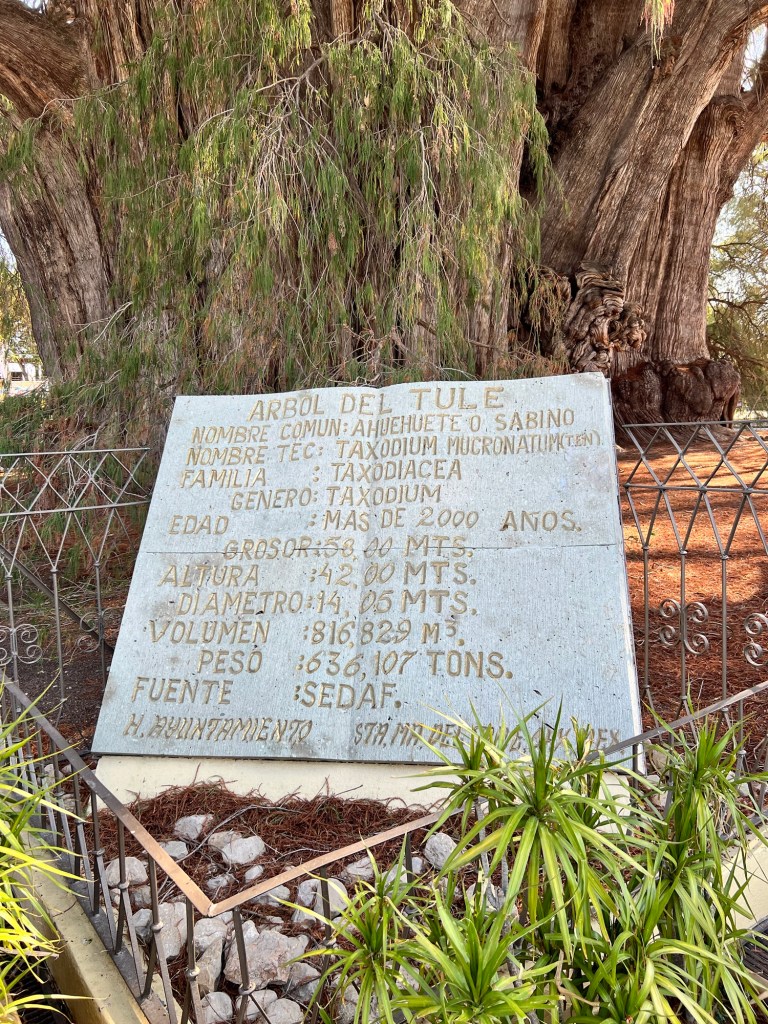 ARBOL DEL TULE
NOMBRE COMUN: AHUEHUETE O SABINO
NOMBRE TEC: TAXODIUM MUCRONATUM (TEN)
FAMILIA : TAXODIACEA
GENERO: TAXODIUM
EDAD : MAS DE 2000 AÑOS.
GROSOR: 58,00 MTS.
ALTURA : 42,00 MTS.
DIAMETRO: 14,05 MTS.
VOLUMEN : 816,829 M³.
PESO : 636,107 TONS.
FUENTE : SEDAF.
H. AYUNTAMIENTO STA. MA. DEL